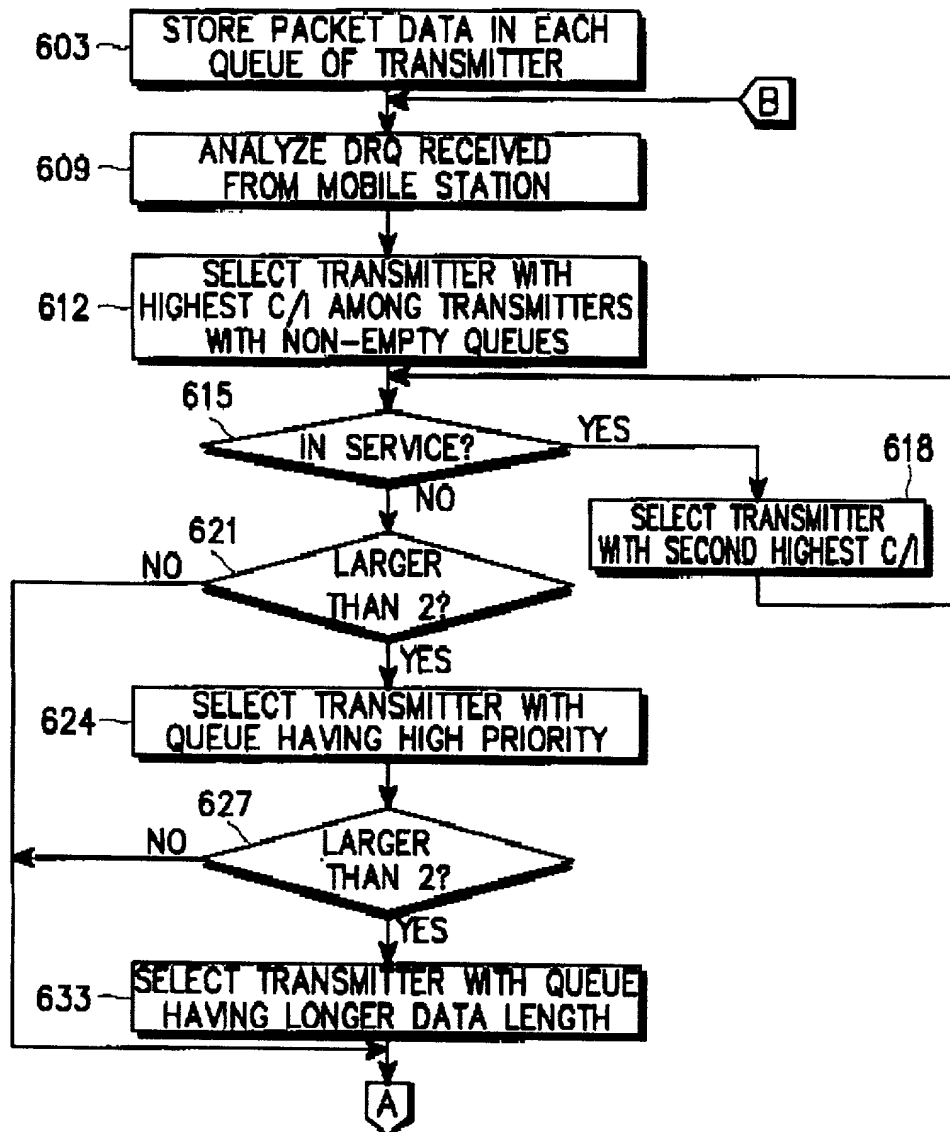 603
STORE PACKET DATA IN EACH
QUEUE OF TRANSMITTER
B
609
ANALYZE DRQ RECEIVED
FROM MOBILE STATION
612
SELECT TRANSMITTER WITH
HIGHEST C/I AMONG TRANSMITTERS
WITH NON-EMPTY QUEUES
615
IN SERVICE?
YES
NO
618
SELECT TRANSMITTER
WITH SECOND HIGHEST C/I
621
NO
LARGER
THAN 2?
YES
624
SELECT TRANSMITTER WITH
QUEUE HAVING HIGH PRIORITY
627
NO
LARGER
THAN 2?
YES
633
SELECT TRANSMITTER WITH QUEUE
HAVING LONGER DATA LENGTH
A